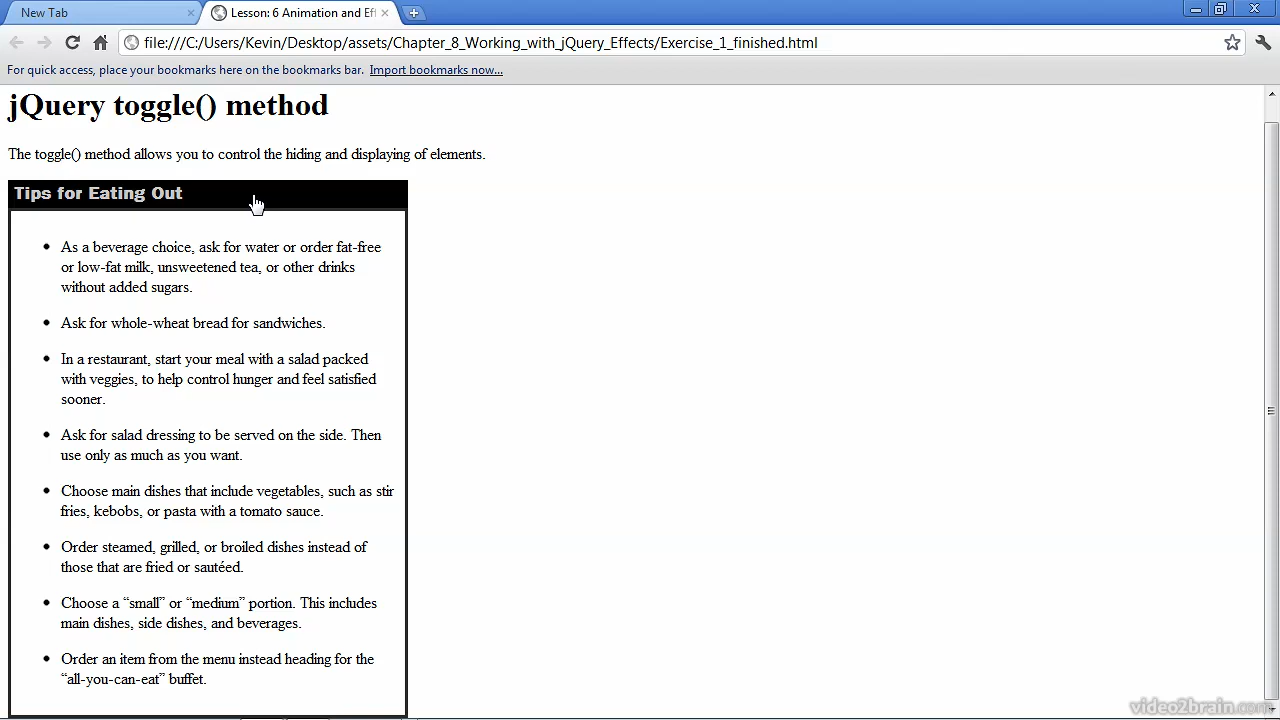 New Tab
Lesson: 6 Animation and Ef
file:///C:/Users/Kevin/Desktop/assets/Chapter_8_Working_with_jQuery_Effects/Exercise_1_finished.html
For quick access, place your bookmarks here on the bookmarks bar. Import bookmarks now...
jQuery toggle() method
The toggle() method allows you to control the hiding and displaying of elements.
Tips for Eating Out
As a beverage choice, ask for water or order fat-free
or low-fat milk, unsweetened tea, or other drinks
without added sugars.
Ask for whole-wheat bread for sandwiches.
In a restaurant, start your meal with a salad packed
with veggies, to help control hunger and feel satisfied
sooner.
Ask for salad dressing to be served on the side. Then
use only as much as you want.
Choose main dishes that include vegetables, such as stir
fries, kebobs, or pasta with a tomato sauce.
Order steamed, grilled, or broiled dishes instead of
those that are fried or sautéed.
Choose a “small” or “medium” portion. This includes
main dishes, side dishes, and beverages.
Order an item from the menu instead heading for the
“all-you-can-eat” buffet.
video2brain.com